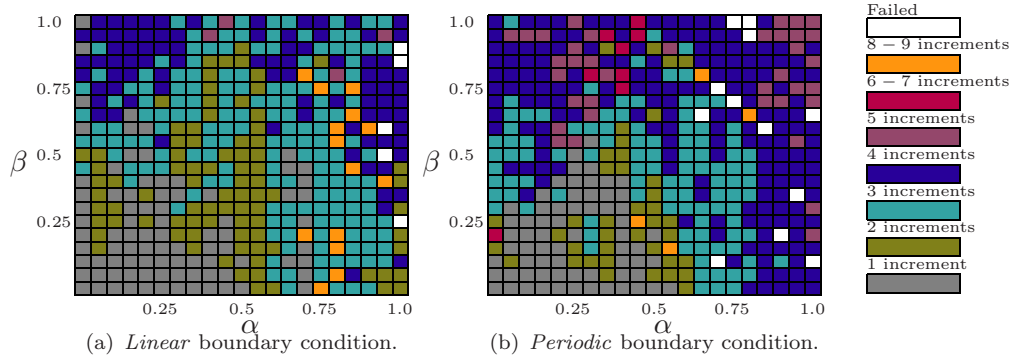 1.0
0.75
0.5
0.25
β
0.25
0.5
0.75
1.0
α
(a) Linear boundary condition.
1.0
0.75
0.5
0.25
β
0.25
0.5
0.75
1.0
α
(b) Periodic boundary condition.
Failed
8 − 9 increments
6 − 7 increments
5 increments
4 increments
3 increments
2 increments
1 increment